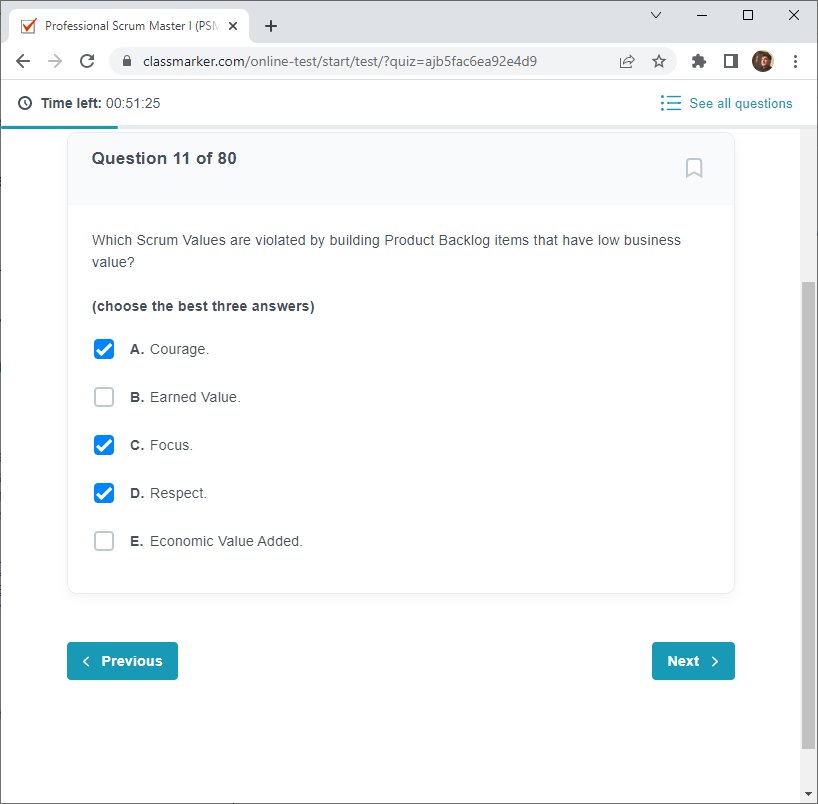 Professional Scrum Master I (PSM
classmarker.com/online-test/start/test/?quiz=ajb5fac6ea92e4d9
Time left: 00:51:25
See all questions
Question 11 of 80
Which Scrum Values are violated by building Product Backlog items that have low business
value?
(choose the best three answers)
A. Courage.
B. Earned Value.
C. Focus.
D. Respect.
E. Economic Value Added.
Previous
Next